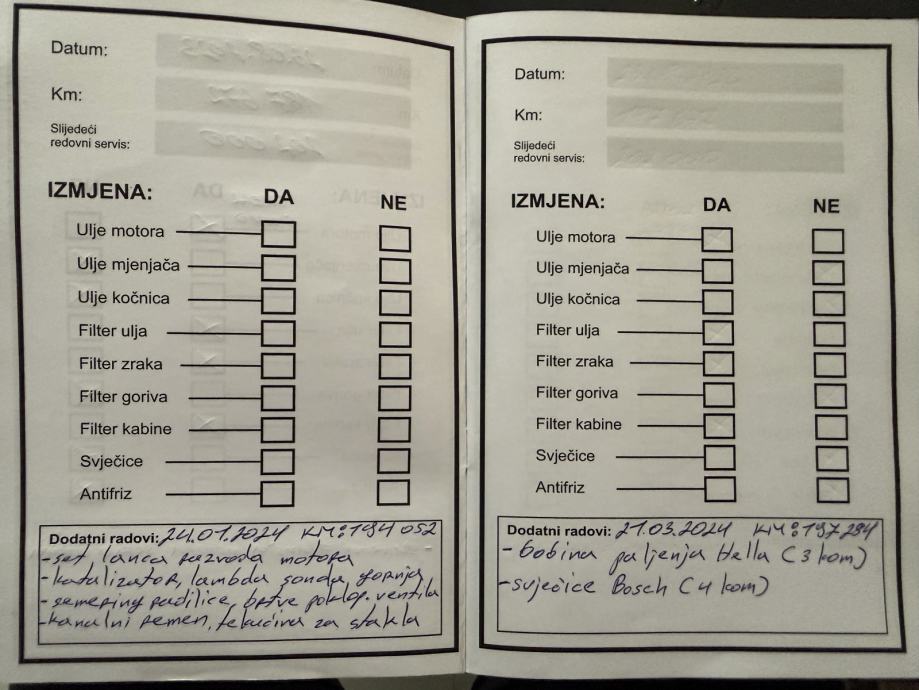 Datum:
Km:
Slijedeći
redovni servis:
IZMJENA: DA NE
Ulje motora
Ulje mjenjača
Ulje kočnica
Filter ulja
Filter zraka
Filter goriva
Filter kabine
Svječice
Antifriz
Dodatni radovi: 24.01.2024 KM: 194 052
- set lanca razvoda motora
- katalizator, lambda sonda gornja
- semering radilice, brtve poklop. ventila
- kanalni remen, tekućina za stakla
Datum:
Km:
Slijedeći
redovni servis:
IZMJENA: DA NE
Ulje motora
Ulje mjenjača
Ulje kočnica
Filter ulja
Filter zraka
Filter goriva
Filter kabine
Svječice
Antifriz
Dodatni radovi: 21.03.2024 KM: 197 294
- bobina paljenja Hella (3 kom)
- svječice Bosch (4 kom)